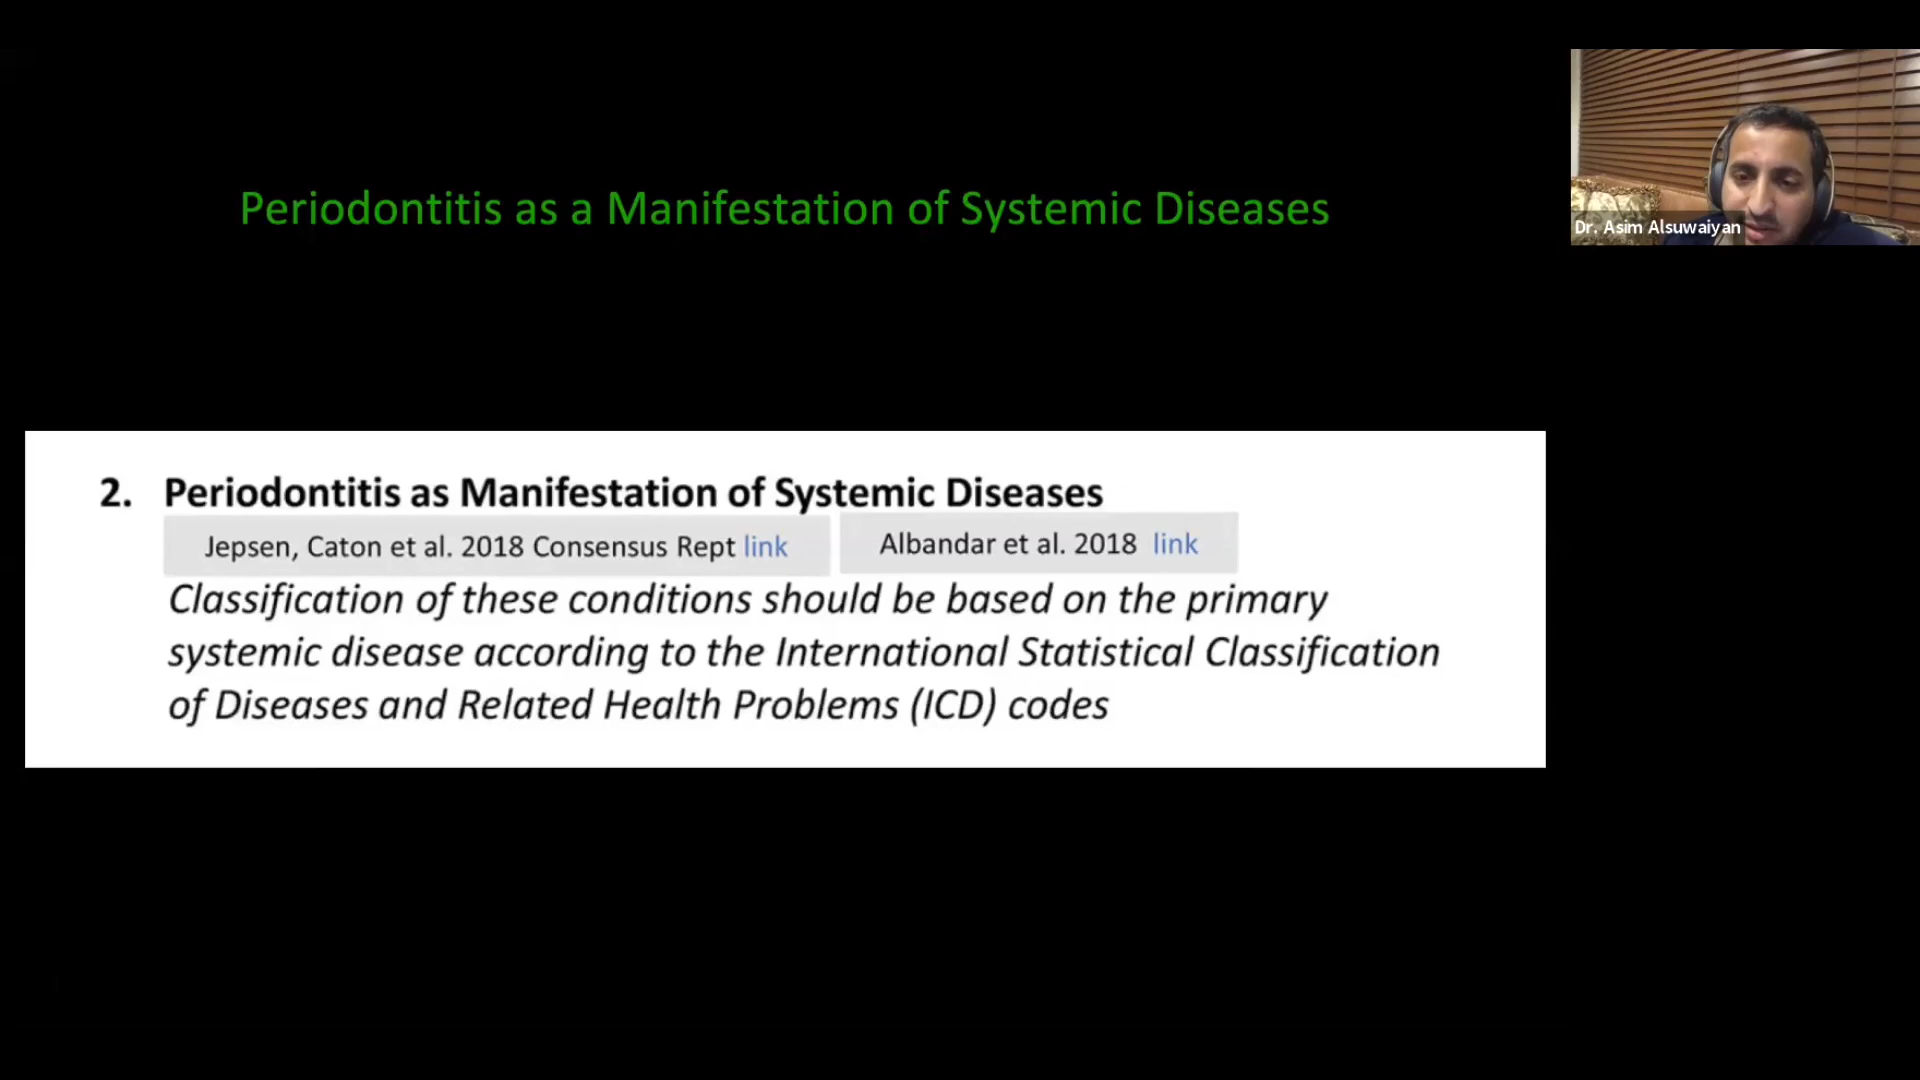 Periodontitis as a Manifestation of Systemic Diseases
Dr. Asim Alsuwaiyan
2. Periodontitis as Manifestation of Systemic Diseases
Jepsen, Caton et al. 2018 Consensus Rept link
Albandar et al. 2018 link
Classification of these conditions should be based on the primary
systemic disease according to the International Statistical Classification
of Diseases and Related Health Problems (ICD) codes